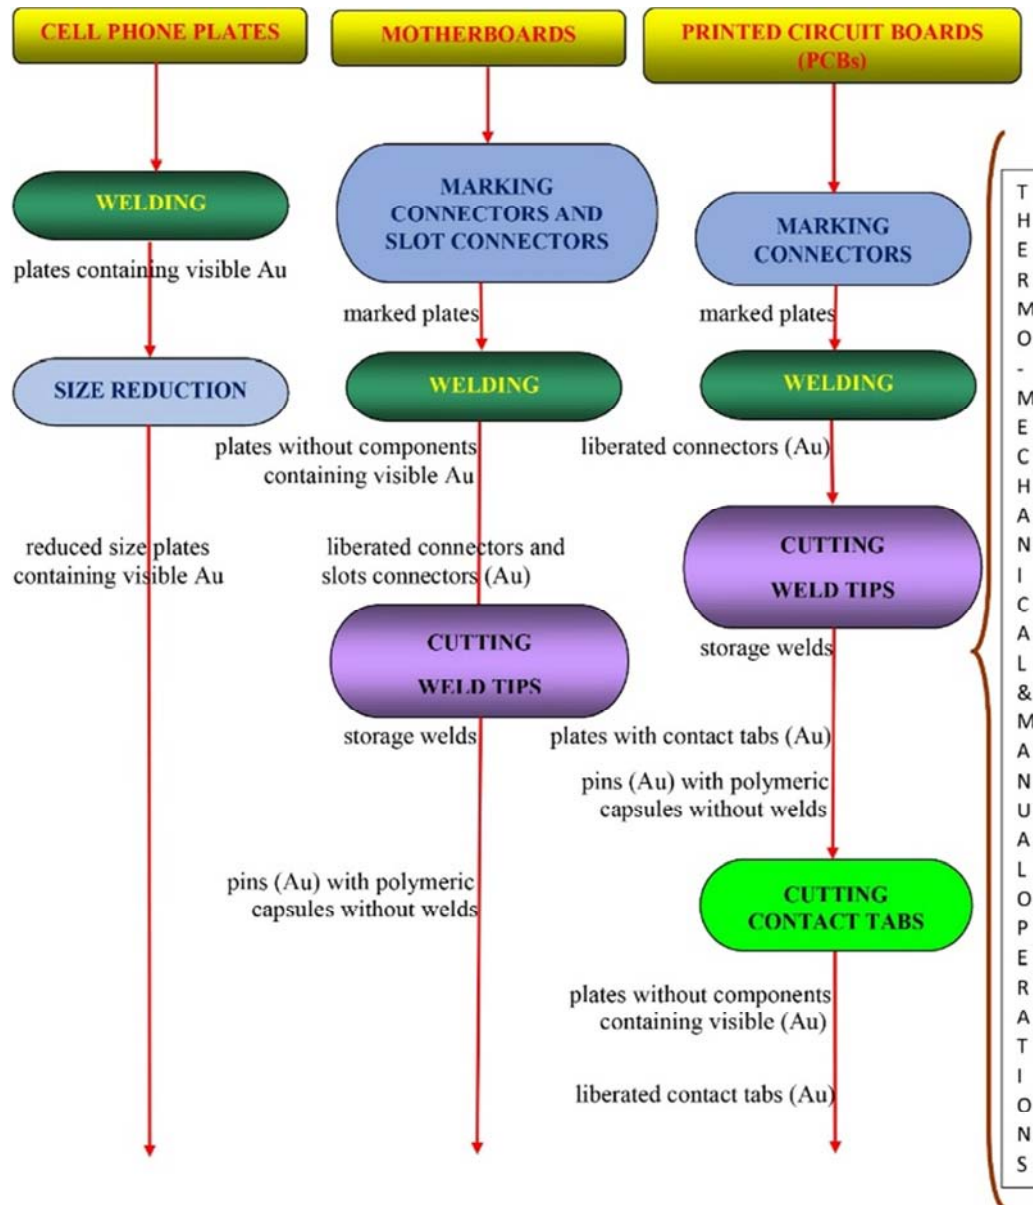 CELL PHONE PLATES
WELDING
plates containing visible Au
SIZE REDUCTION
reduced size plates
containing visible Au
MOTHERBOARDS
MARKING
CONNECTORS AND
SLOT CONNECTORS
marked plates
WELDING
plates without components
containing visible Au
liberated connectors and
slots connectors (Au)
CUTTING
WELD TIPS
storage welds
pins (Au) with polymeric
capsules without welds
PRINTED CIRCUIT BOARDS
(PCBs)
MARKING
CONNECTORS
marked plates
WELDING
liberated connectors (Au)
CUTTING
WELD TIPS
storage welds
plates with contact tabs (Au)
pins (Au) with polymeric
capsules without welds
CUTTING
CONTACT TABS
plates without components
containing visible (Au)
liberated contact tabs (Au)
THERMO-MECHANICAL&MANUALOPERATIONS